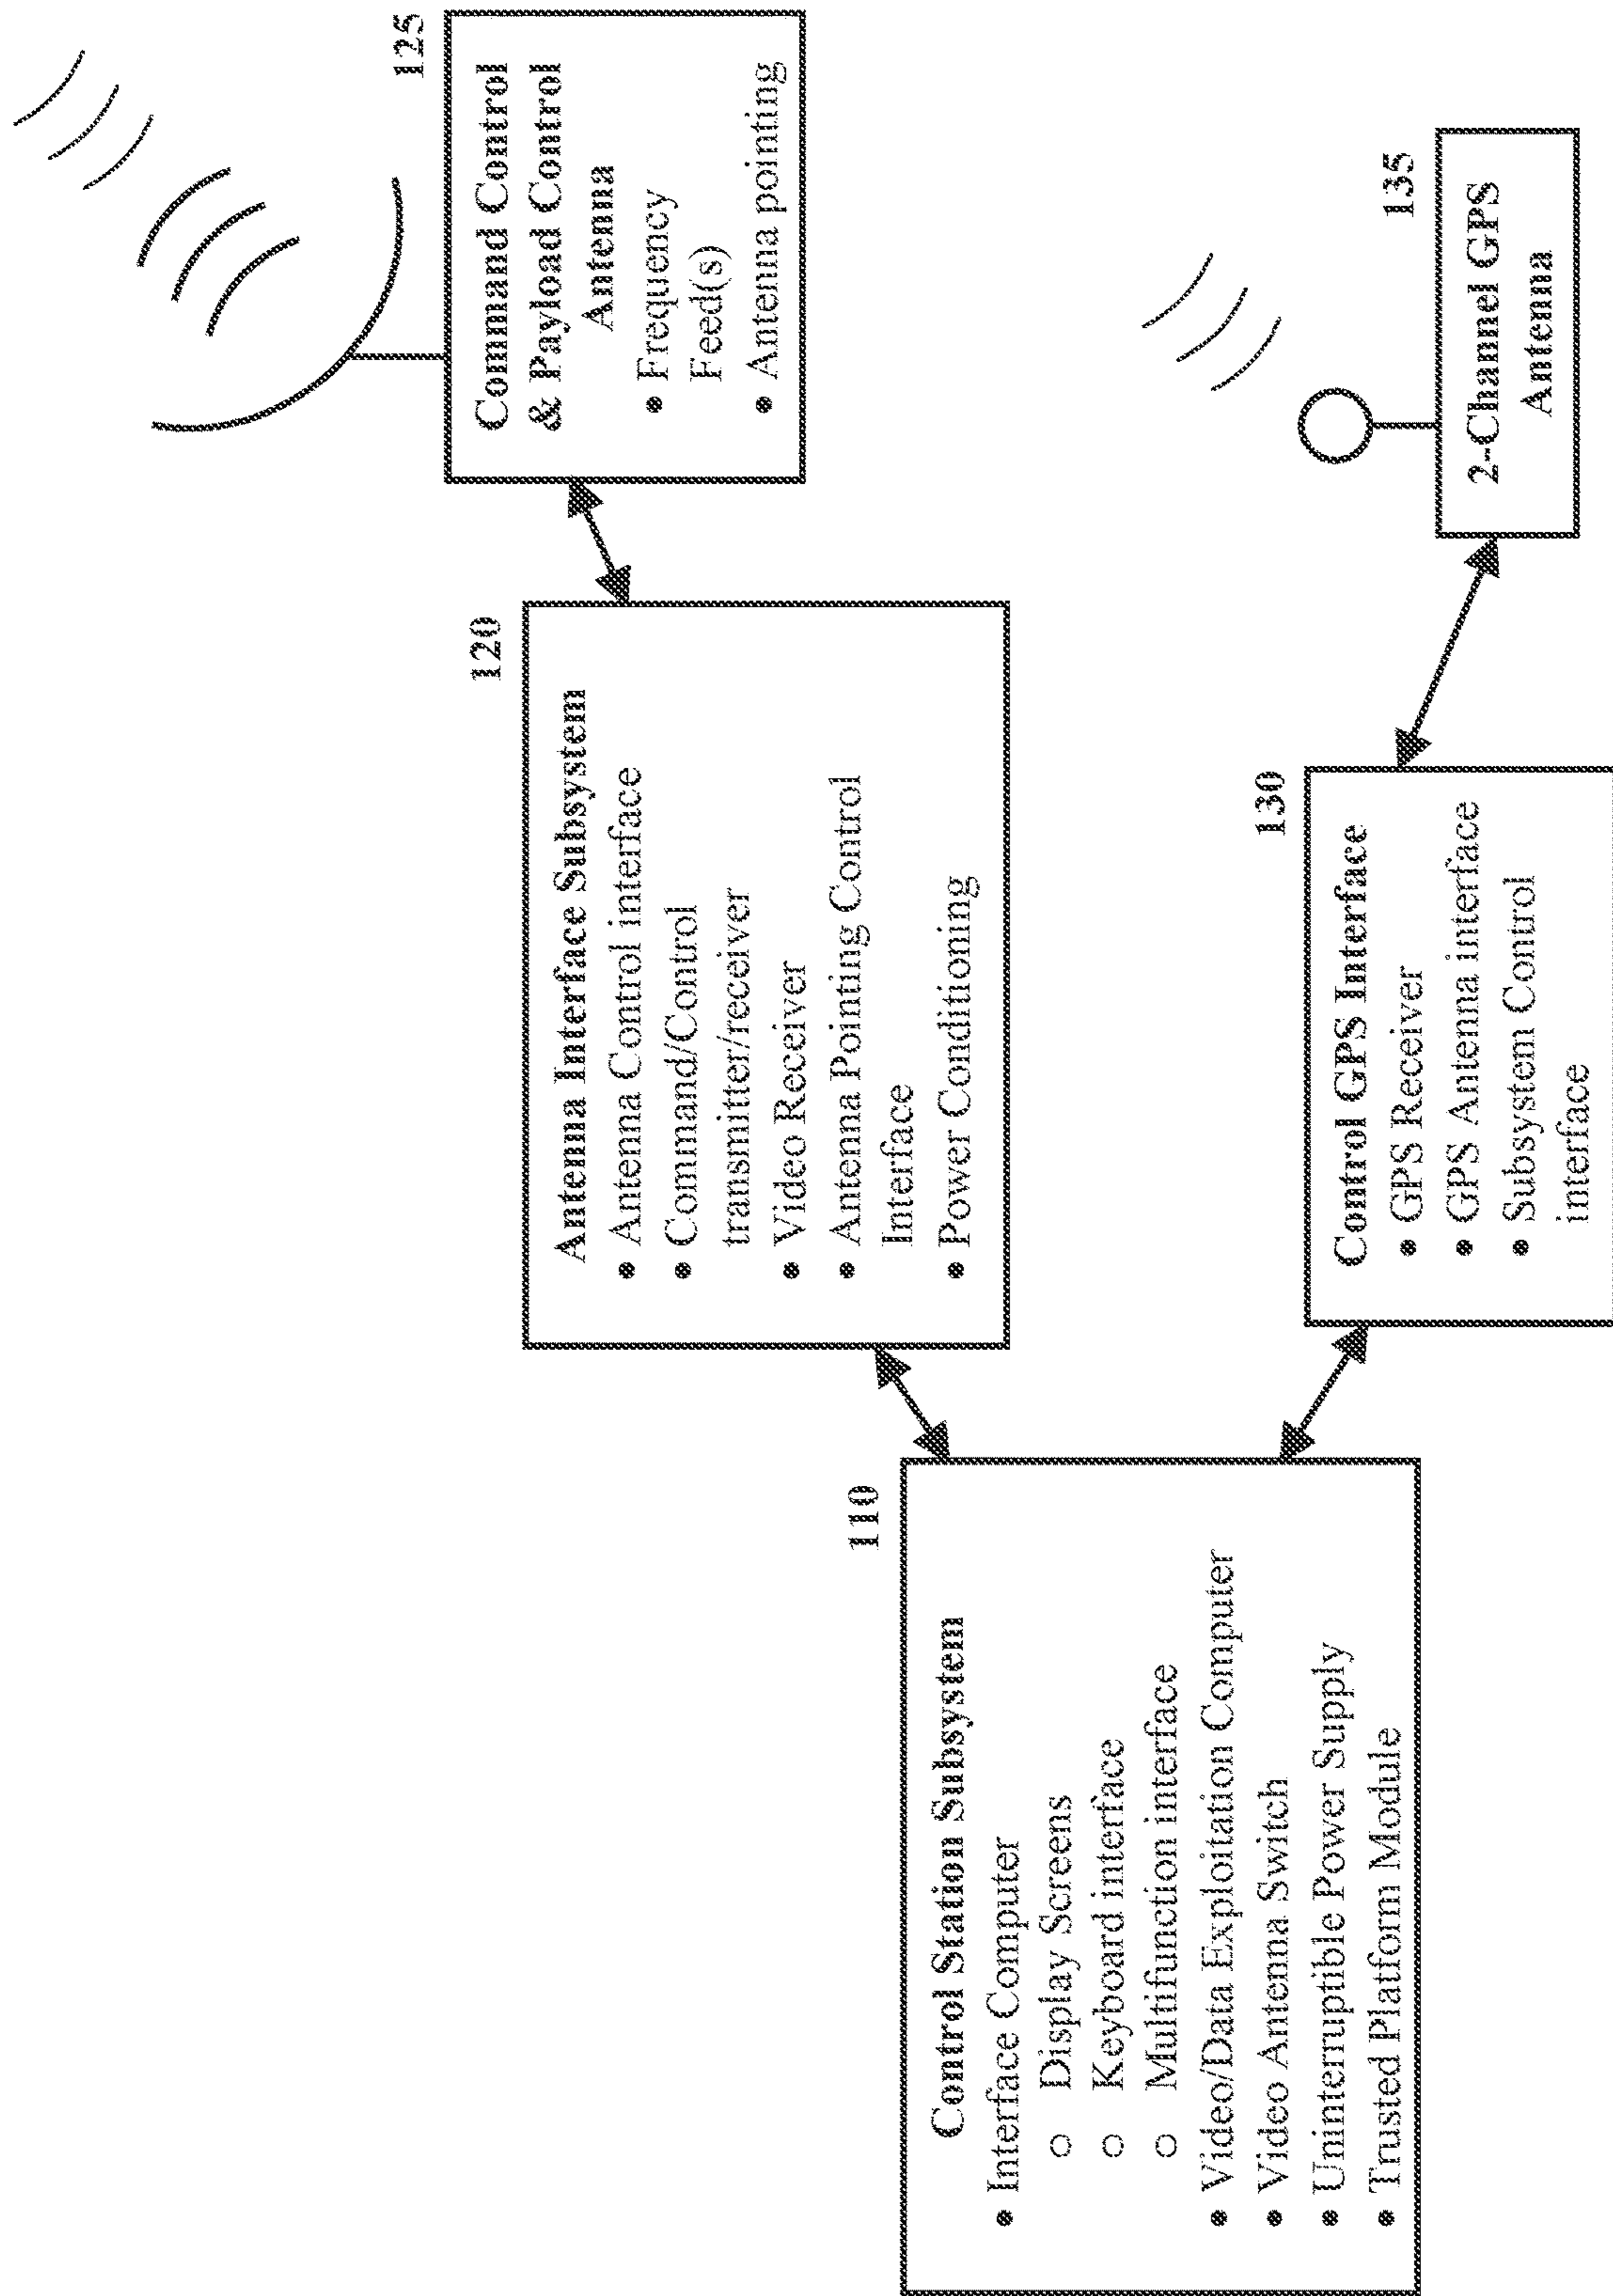 110
Control Station Subsystem
• Interface Computer
○ Display Screens
○ Keyboard interface
○ Multifunction interface
• Video/Data Exploitation Computer
• Video Antenna Switch
• Uninterruptible Power Supply
• Trusted Platform Module
120
Antenna Interface Subsystem
• Antenna Control interface
• Command/Control
transmitter/receiver
• Video Receiver
• Antenna Pointing Control
Interface
• Power Conditioning
125
Command Control
& Payload Control
Antenna
• Frequency
Feed(s)
• Antenna pointing
130
Control GPS Interface
• GPS Receiver
• GPS Antenna interface
• Subsystem Control
interface
135
2-Channel GPS
Antenna